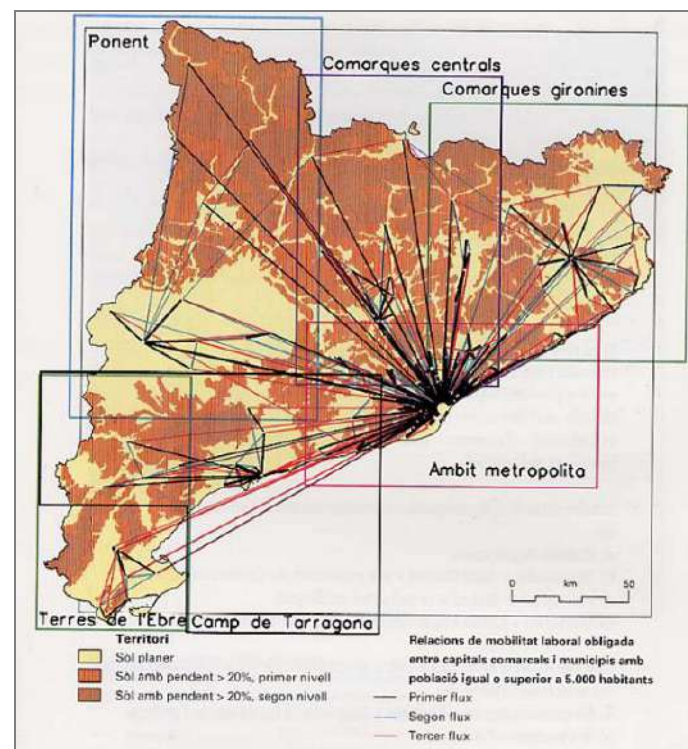 Ponent
Comarques centrals
Comarques gironines
Ambit metropolita
0 km 50
Terres de l'Ebre
Camp de Tarragona
Territori
Sòl planer
Sòl amb pendent > 20%, primer nivell
Sòl amb pendent > 20%, segon nivell
Relacions de mobilitat laboral obligada
entre capitals comarcals i municipis amb
població igual o superior a 5.000 habitants
Primer flux
Segon flux
Tercer flux